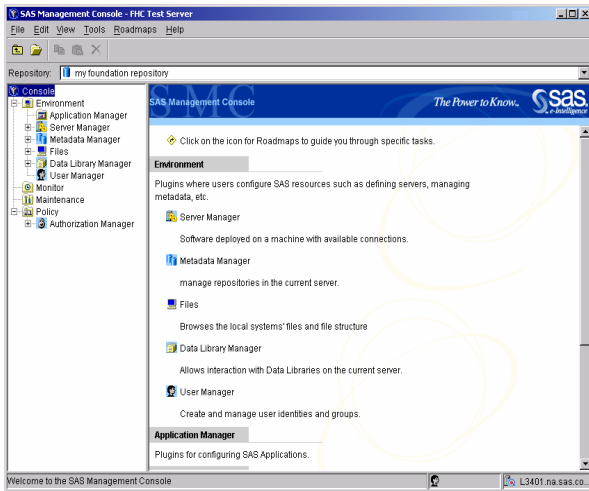 SAS Management Console - FHC Test Server
File Edit View Tools Roadmaps Help
Repository: my foundation repository
Console
Environment
Application Manager
Server Manager
Metadata Manager
Files
Data Library Manager
User Manager
Monitor
Maintenance
Policy
Authorization Manager
SMC
SAS Management Console
The Power to Know.
sas.
e-Intelligence
Click on the icon for Roadmaps to guide you through specific tasks.
Environment
Plugins where users configure SAS resources such as defining servers, managing
metadata, etc.
Server Manager
Software deployed on a machine with available connections.
Metadata Manager
manage repositories in the current server.
Files
Browses the local systems' files and file structure
Data Library Manager
Allows interaction with Data Libraries on the current server.
User Manager
Create and manage user identities and groups.
Application Manager
Plugins for configuring SAS Applications.
Welcome to the SAS Management Console
L3401.na.sas.co...